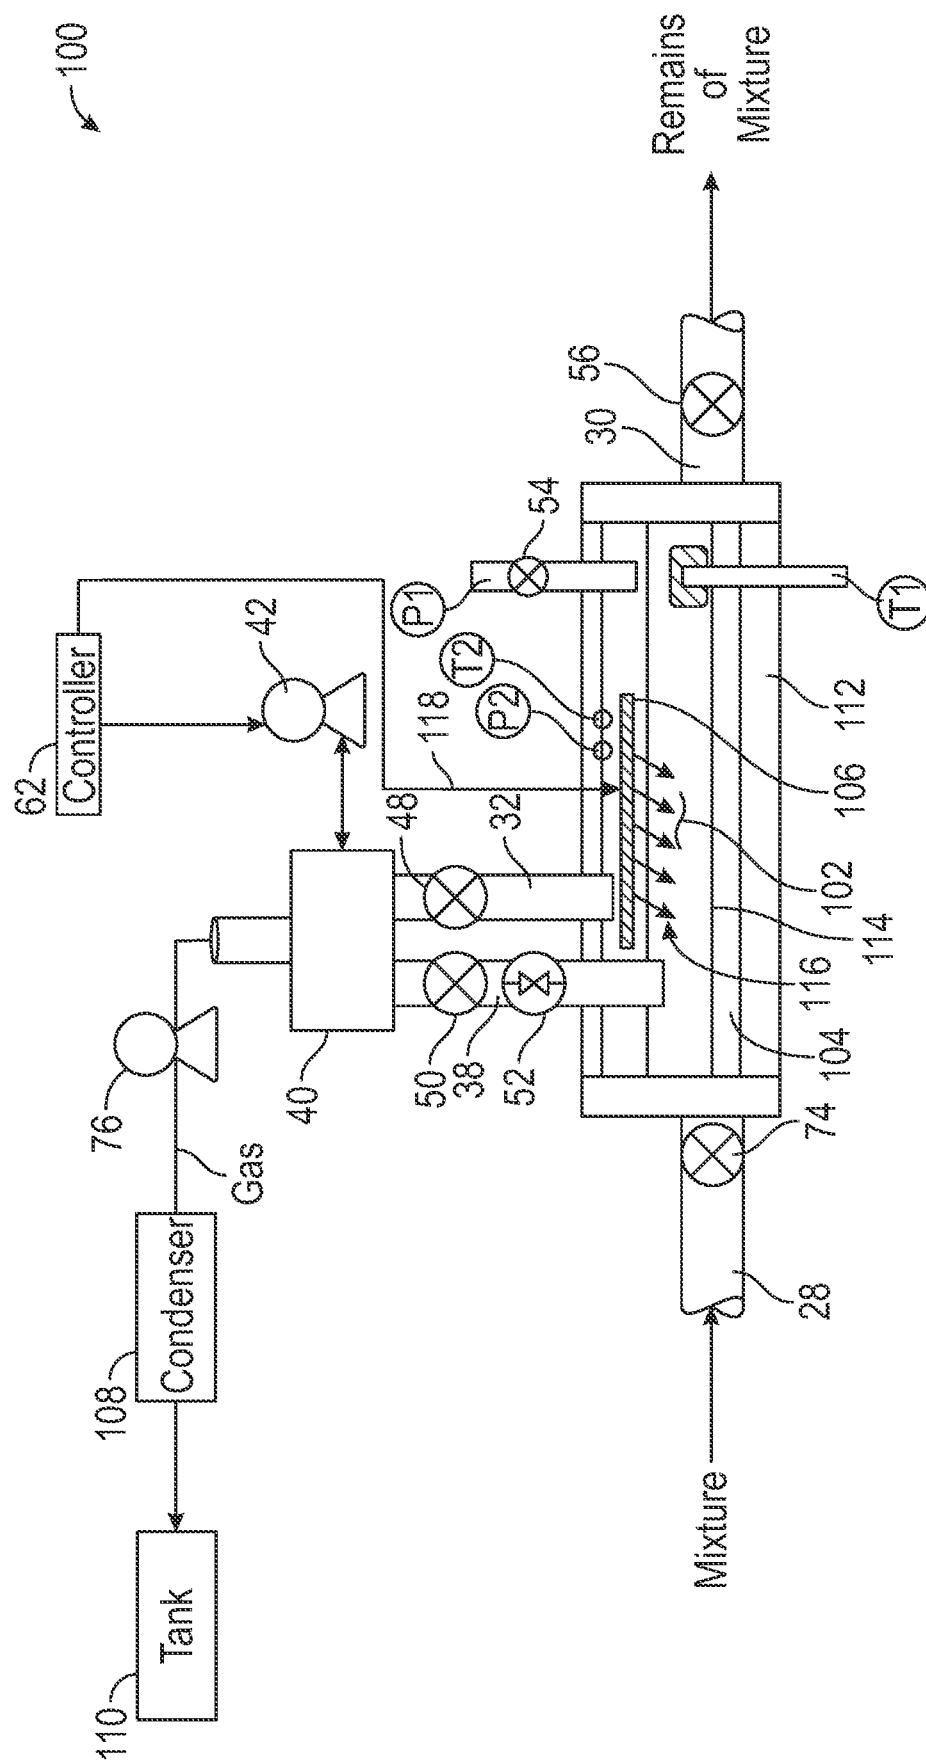 100
62
Controller
42
118
76
Gas
108
Condenser
110
Tank
40
48
32
50
38
52
P1
54
T2
P2
56
30
Remains
of
Mixture
T1
112
106
102
114
116
104
74
28
Mixture